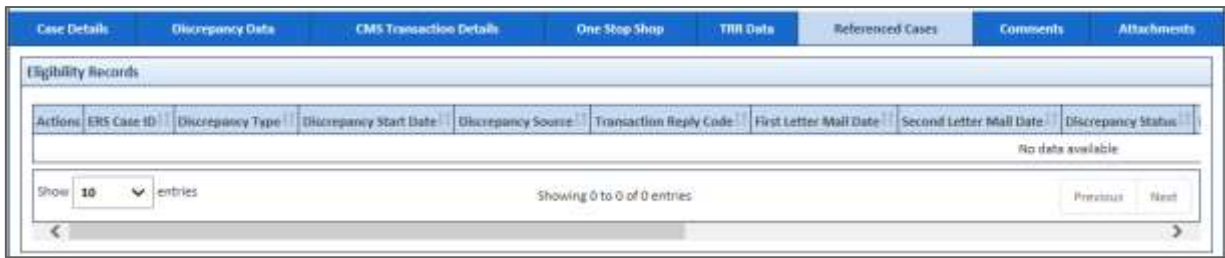 Case Details Discrepancy Data CMS Transaction Details One Stop Shop TRR Data Referenced Cases Comments Attachments
Eligibility Records
Actions ERS Case ID Discrepancy Type Discrepancy Start Date Discrepancy Source Transaction Reply Code First Letter Mail Date Second Letter Mail Date Discrepancy Status
No data available
Show 10 entries Showing 0 to 0 of 0 entries Previous Next